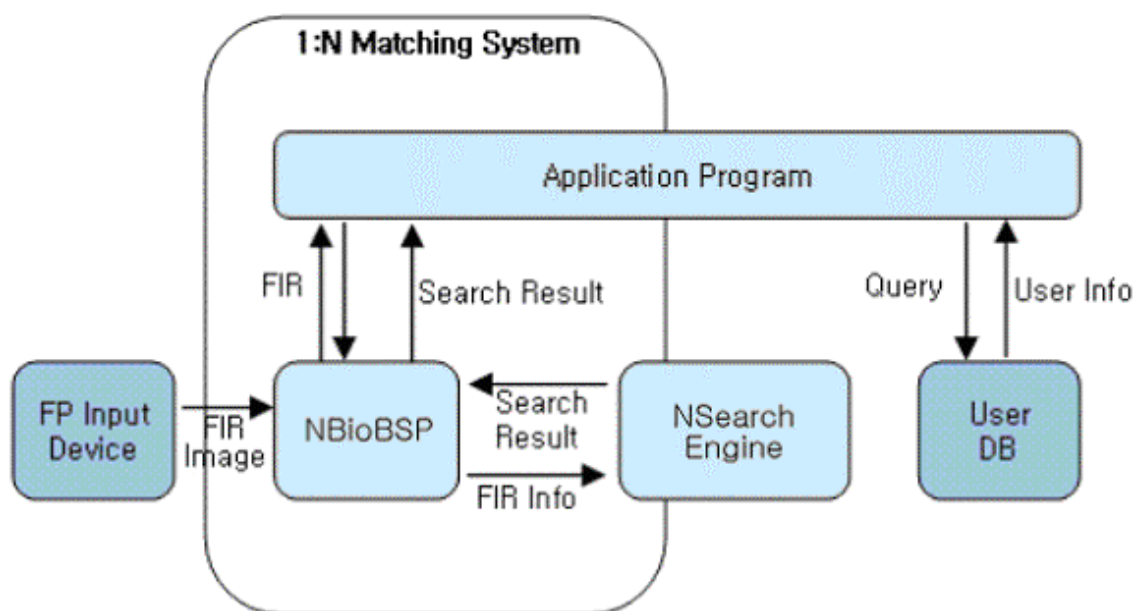 1:N Matching System
Application Program
FIR
Search Result
Query
User Info
FP Input
Device
FIR
Image
NBioBSP
Search
Result
FIR Info
NSearch
Engine
User
DB